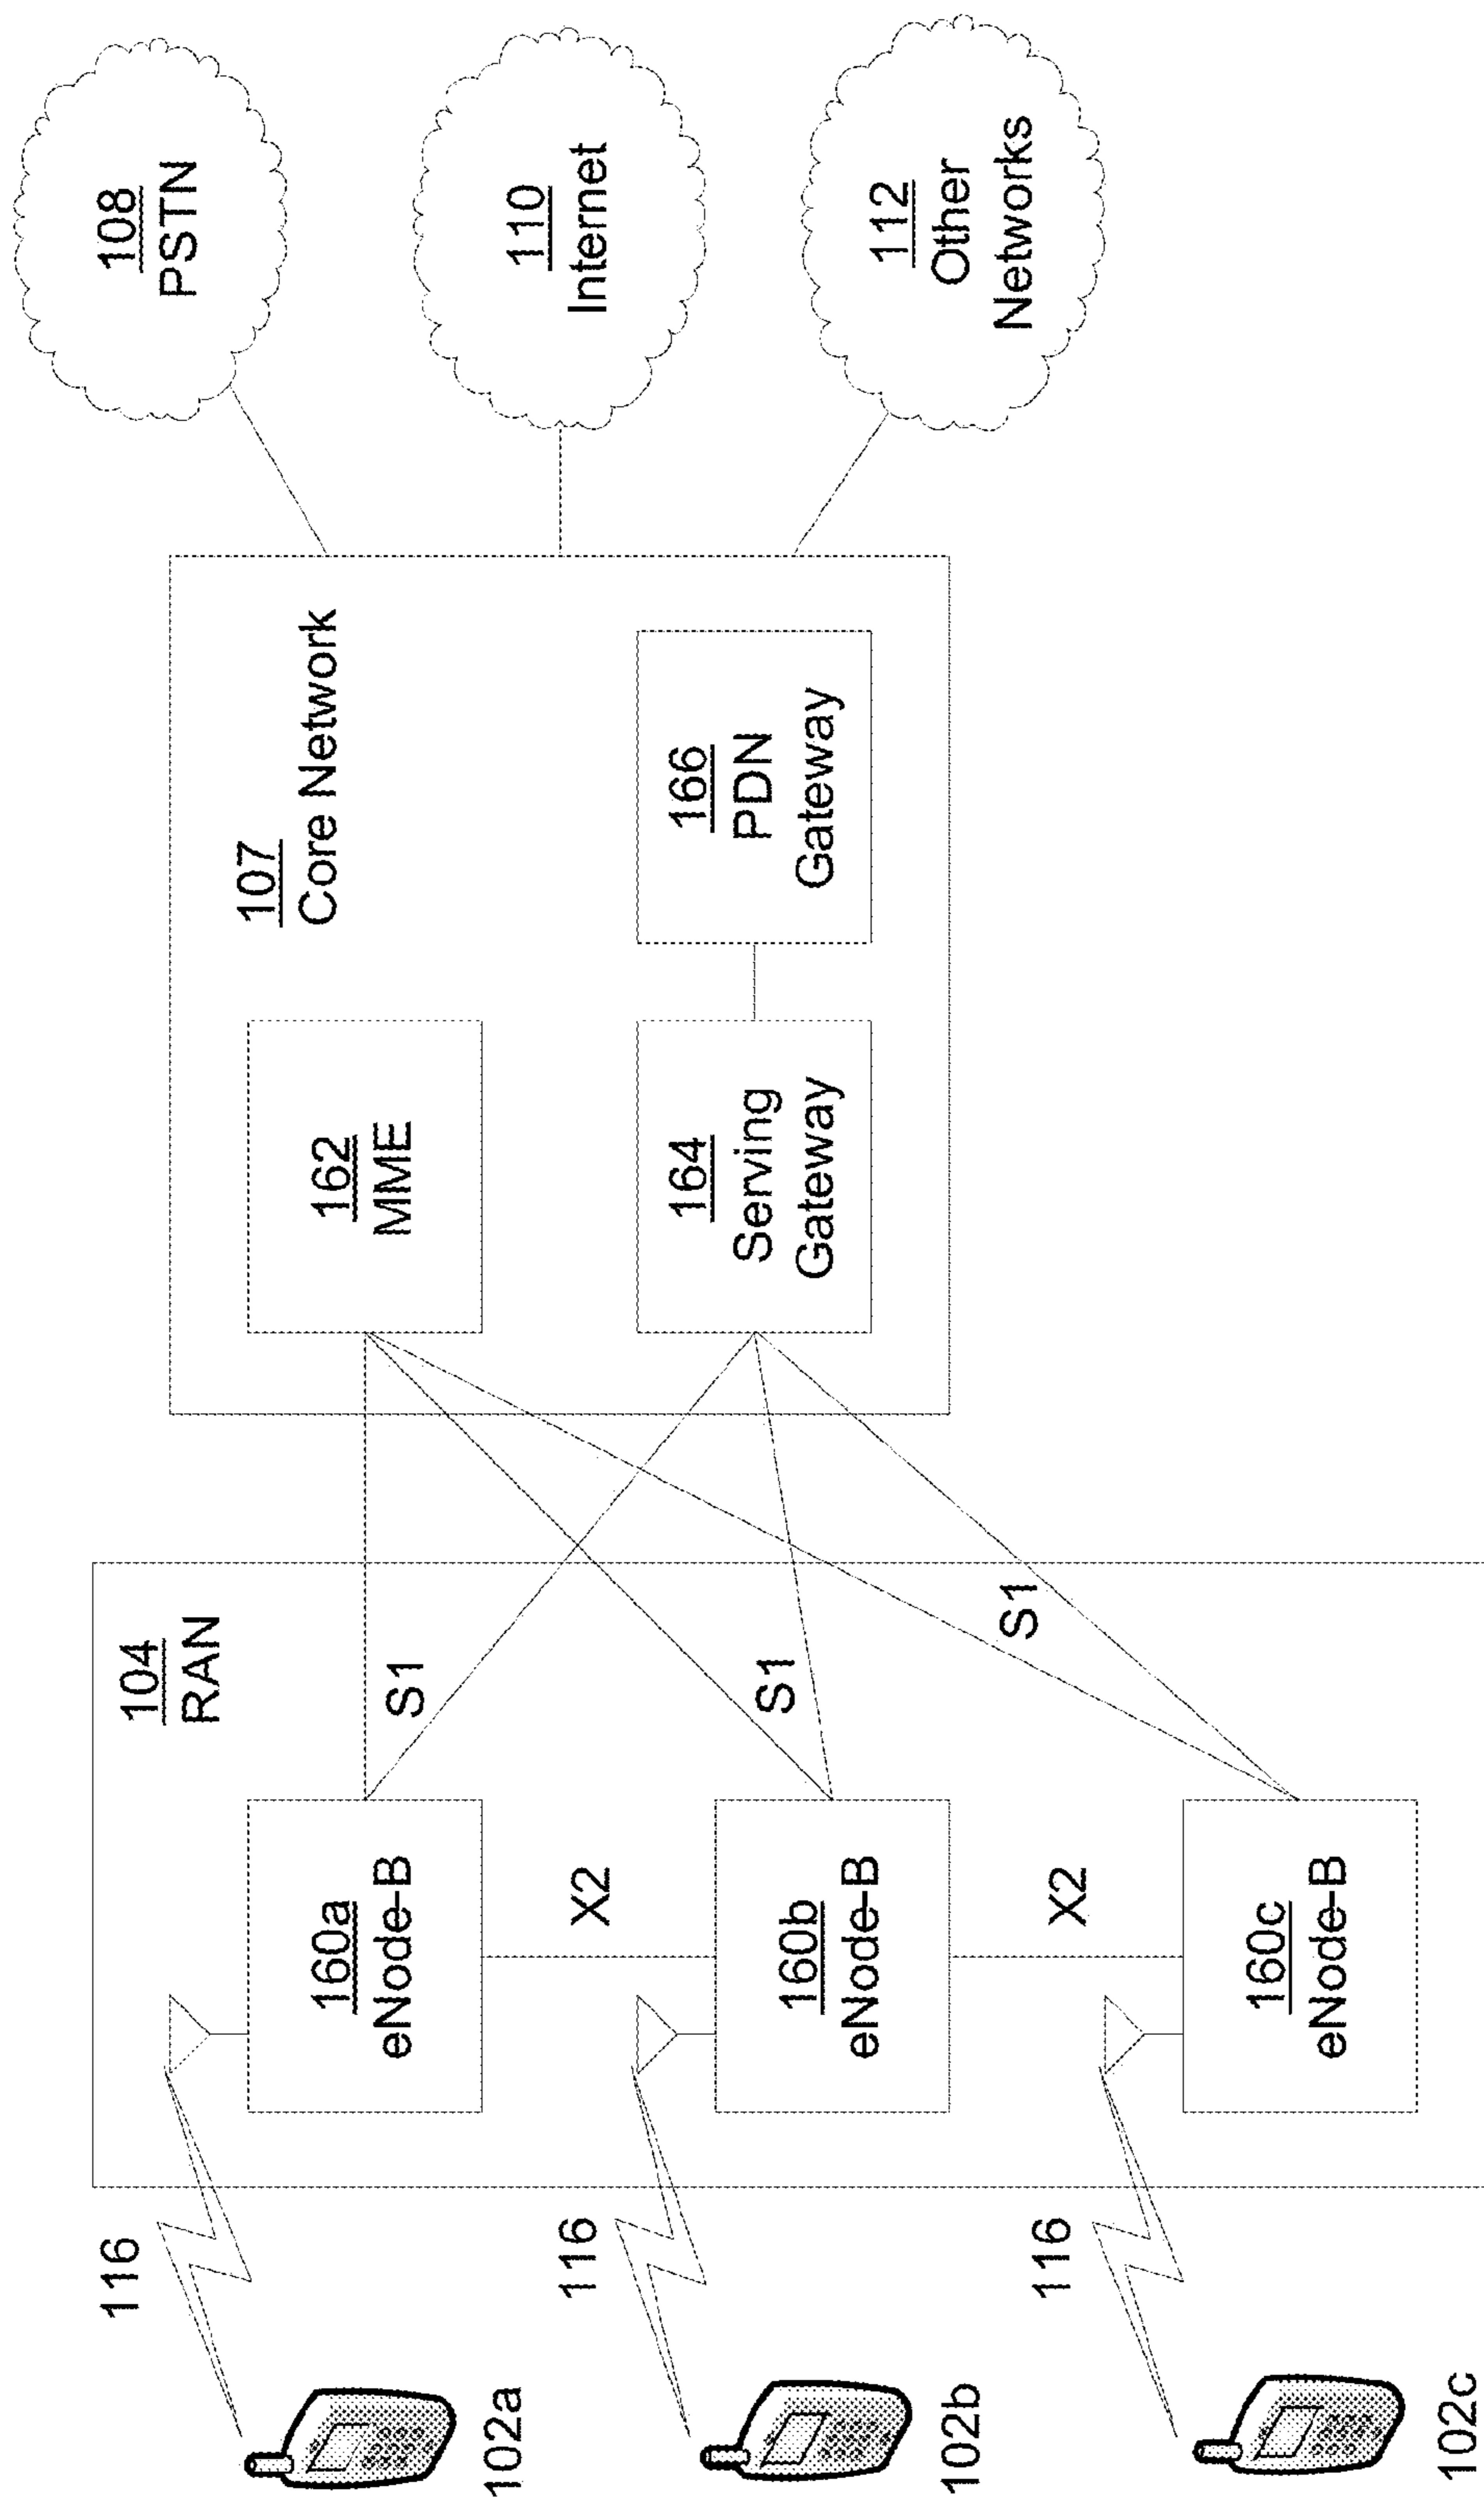 102a
116
104
RAN
160a
eNode-B
S1
X2
102b
116
160b
eNode-B
S1
X2
102c
116
160c
eNode-B
S1
107
Core Network
162
MME
164
Serving
Gateway
166
PDN
Gateway
108
PSTN
110
Internet
112
Other
Networks